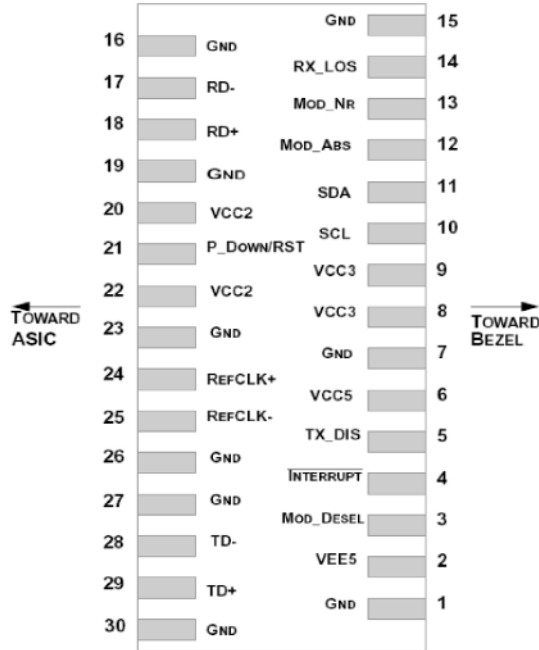 GND 15
16 GND
RX_LOS 14
17 RD-
MOD_NR 13
18 RD+
MOD_ABS 12
19 GND
SDA 11
20 VCC2
SCL 10
21 P_DOWN/RST
VCC3 9
22 VCC2
VCC3 8
TOWARD
ASIC
TOWARD
BEZEL
23 GND
GND 7
24 REFCLK+
VCC5 6
25 REFCLK-
TX_DIS 5
26 GND
INTERRUPT 4
27 GND
MOD_DESEL 3
28 TD-
VEE5 2
29 TD+
GND 1
30 GND